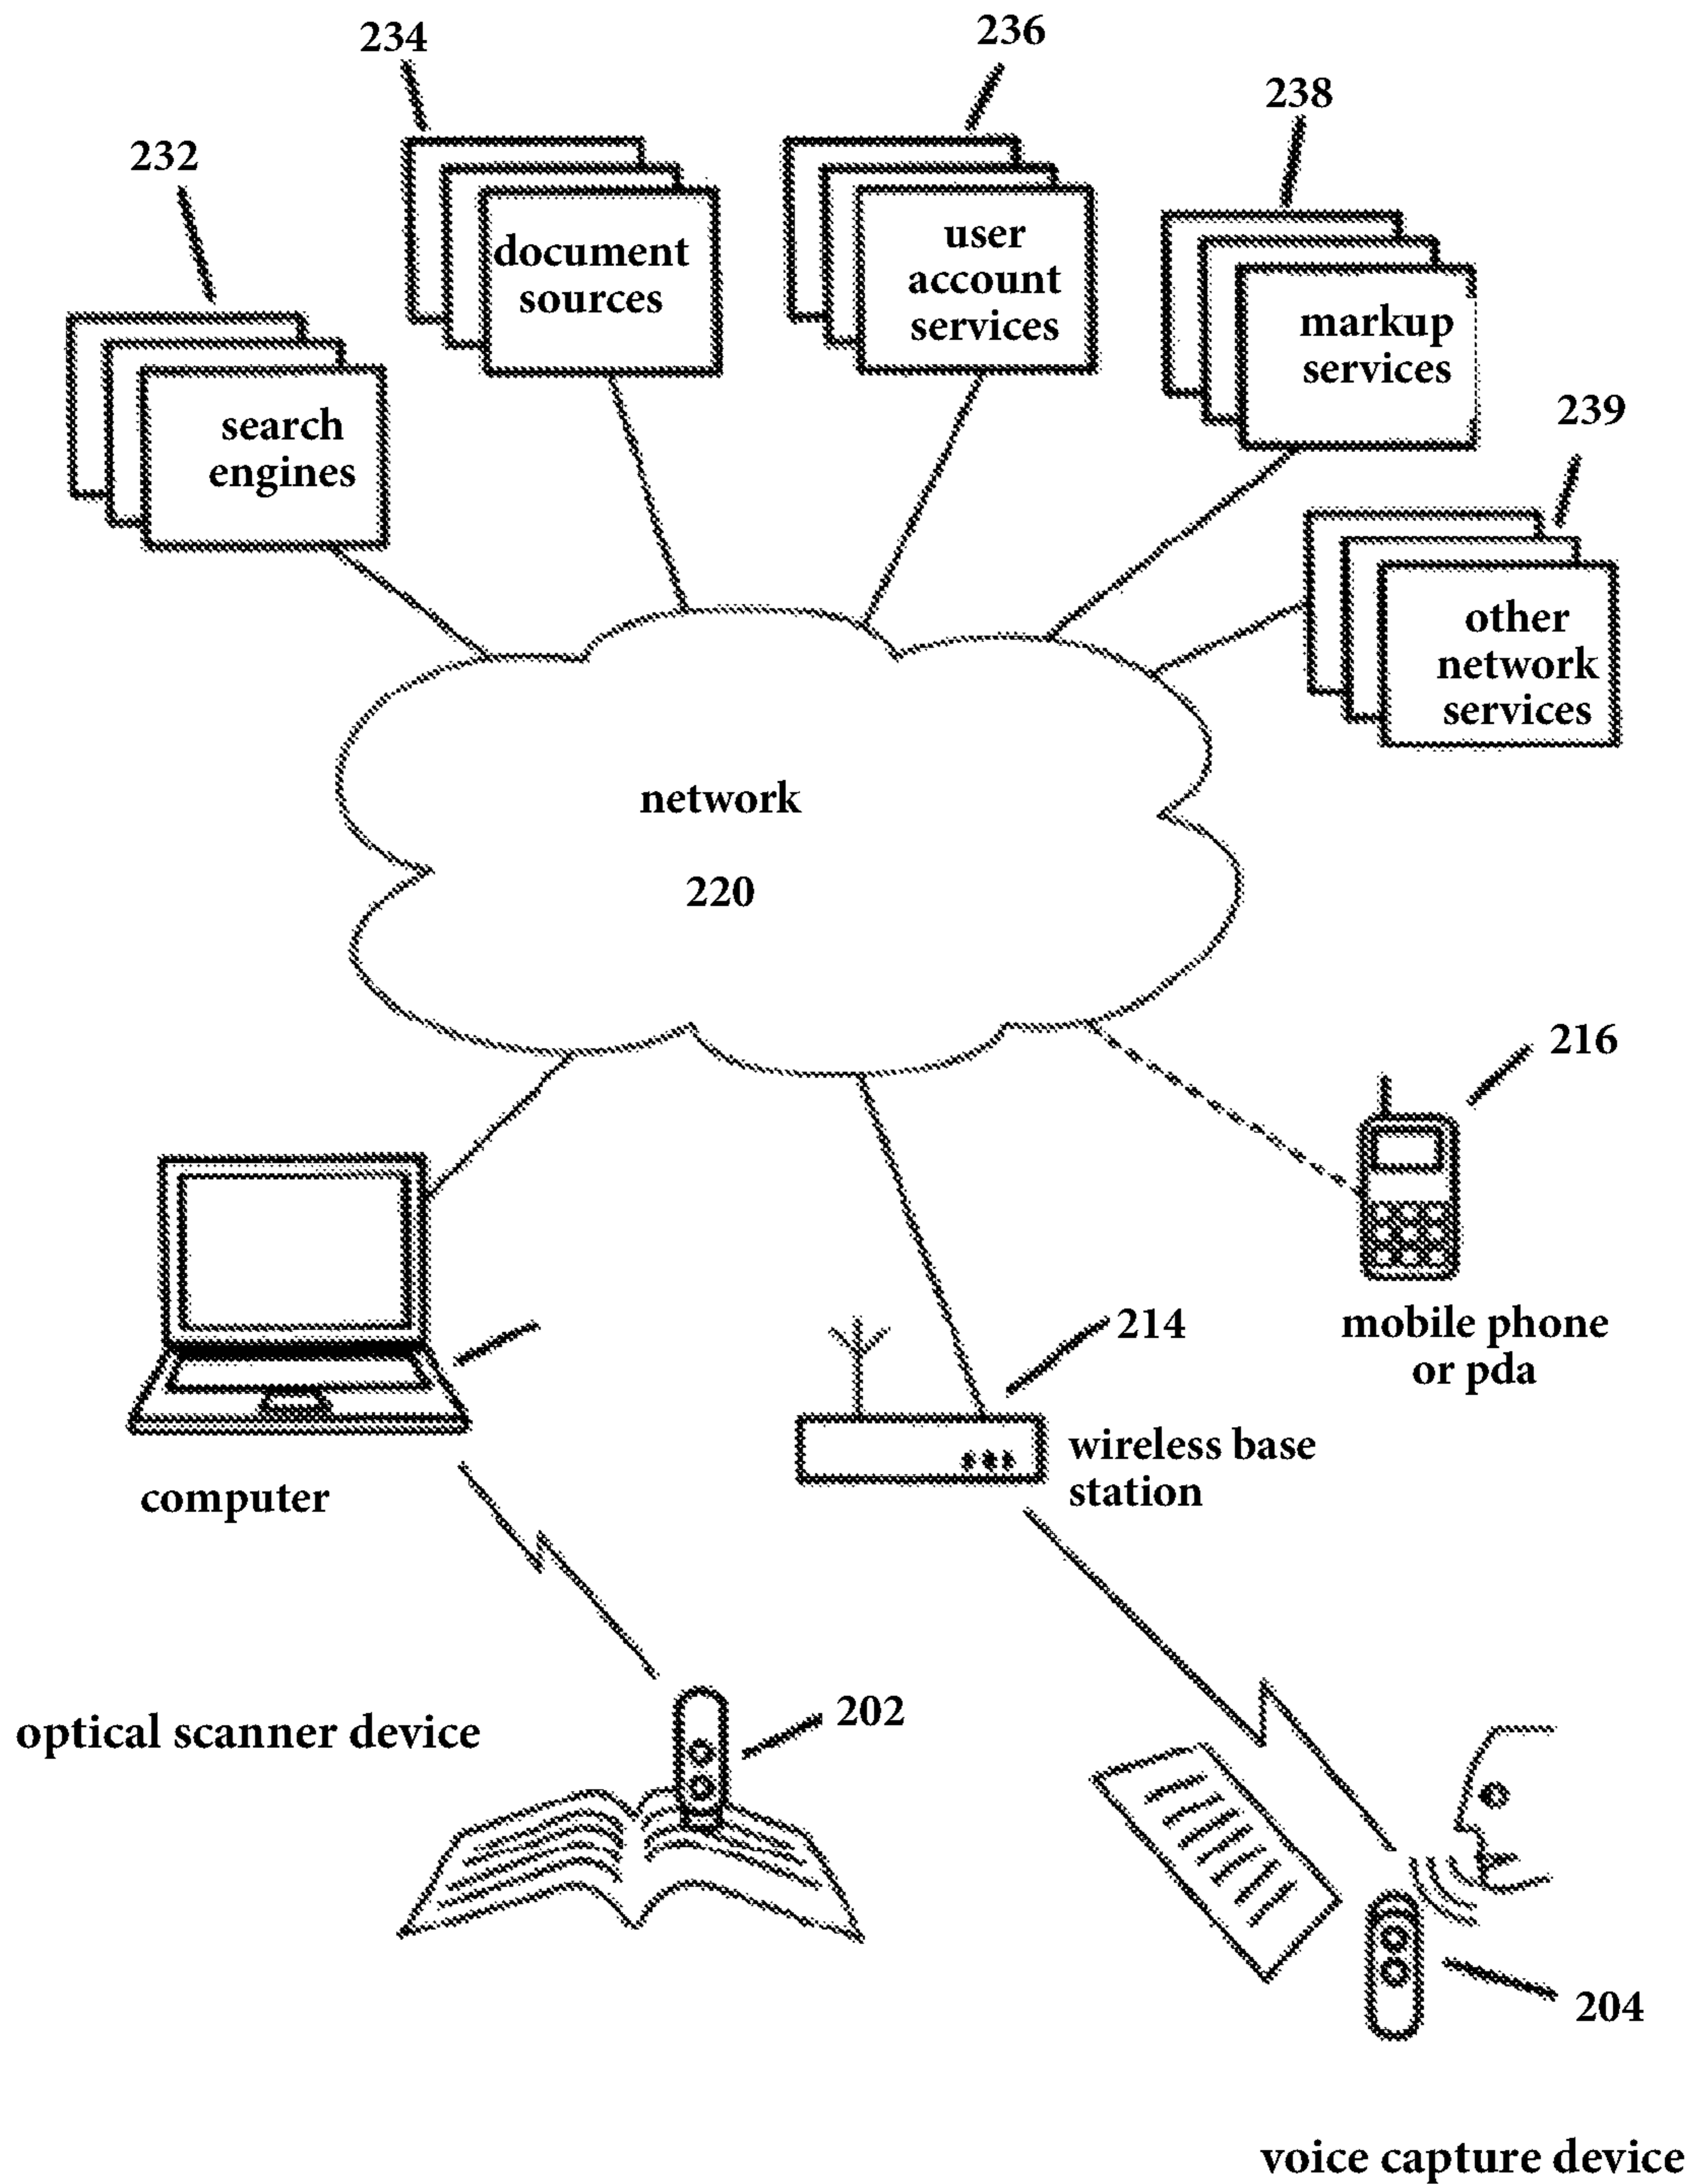 234
236
238
232
document
sources
user
account
services
markup
services
239
search
engines
other
network
services
network
220
216
mobile phone
or pda
214
wireless base
station
computer
optical scanner device
202
204
voice capture device